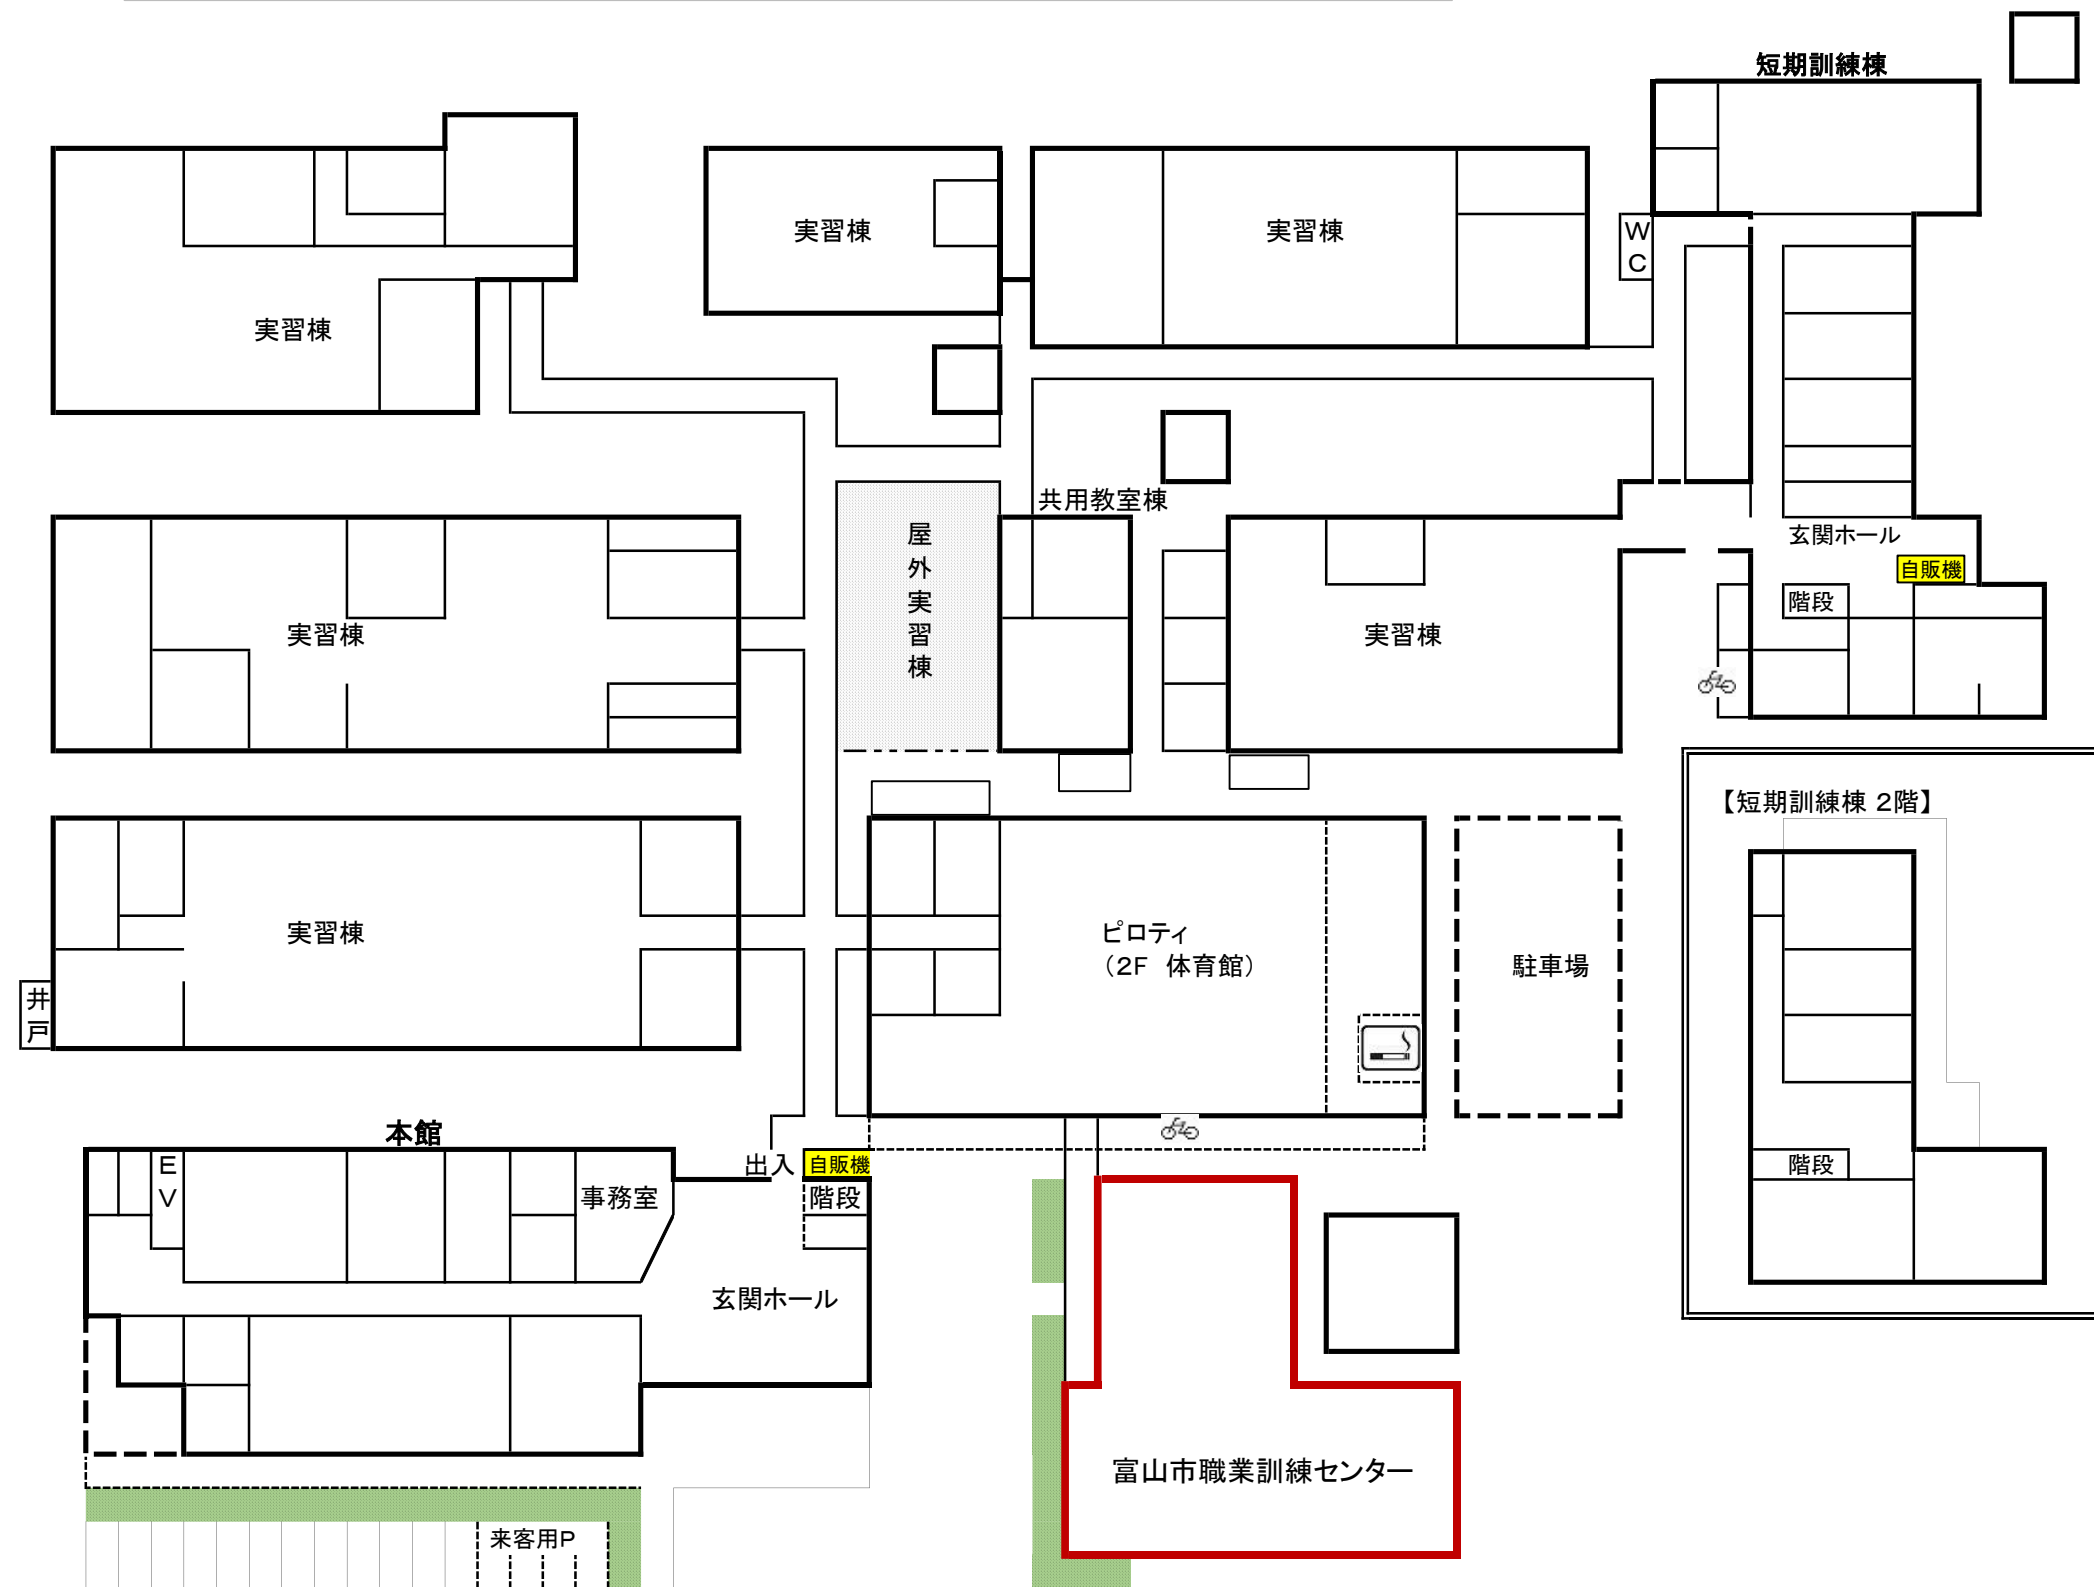 短期訓練棟
実習棟
実習棟
WC
実習棟
共用教室棟
屋外実習棟
玄関ホール
自販機
階段
実習棟
実習棟
【短期訓練棟 2階】
実習棟
ピロティ
（2F 体育館）
駐車場
井戸
本館
出入
自販機
EV
事務室
階段
階段
玄関ホール
富山市職業訓練センター
来客用P